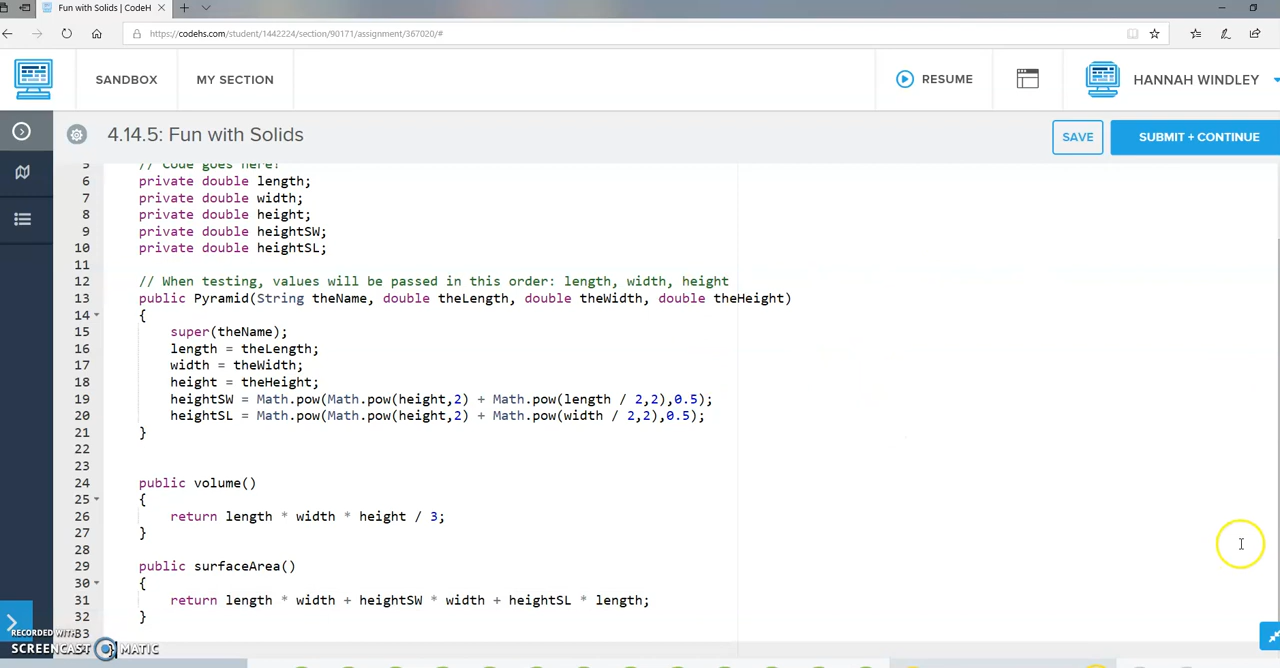 Fun with Solids | CodeH
https://codehs.com/student/1442224/section/90171/assignment/367020/#
SANDBOX
MY SECTION
RESUME
HANNAH WINDLEY
4.14.5: Fun with Solids
SAVE
SUBMIT + CONTINUE
5 // Code goes here!
6 private double length;
7 private double width;
8 private double height;
9 private double heightSW;
10 private double heightSL;
11
12 // When testing, values will be passed in this order: length, width, height
13 public Pyramid(String theName, double theLength, double theWidth, double theHeight)
14 {
15 super(theName);
16 length = theLength;
17 width = theWidth;
18 height = theHeight;
19 heightSW = Math.pow(Math.pow(height,2) + Math.pow(length / 2,2),0.5);
20 heightSL = Math.pow(Math.pow(height,2) + Math.pow(width / 2,2),0.5);
21 }
22
23
24 public volume()
25 {
26 return length * width * height / 3;
27 }
28
29 public surfaceArea()
30 {
31 return length * width + heightSW * width + heightSL * length;
32 }
33
RECORDED WITH
SCREENCAST MATIC